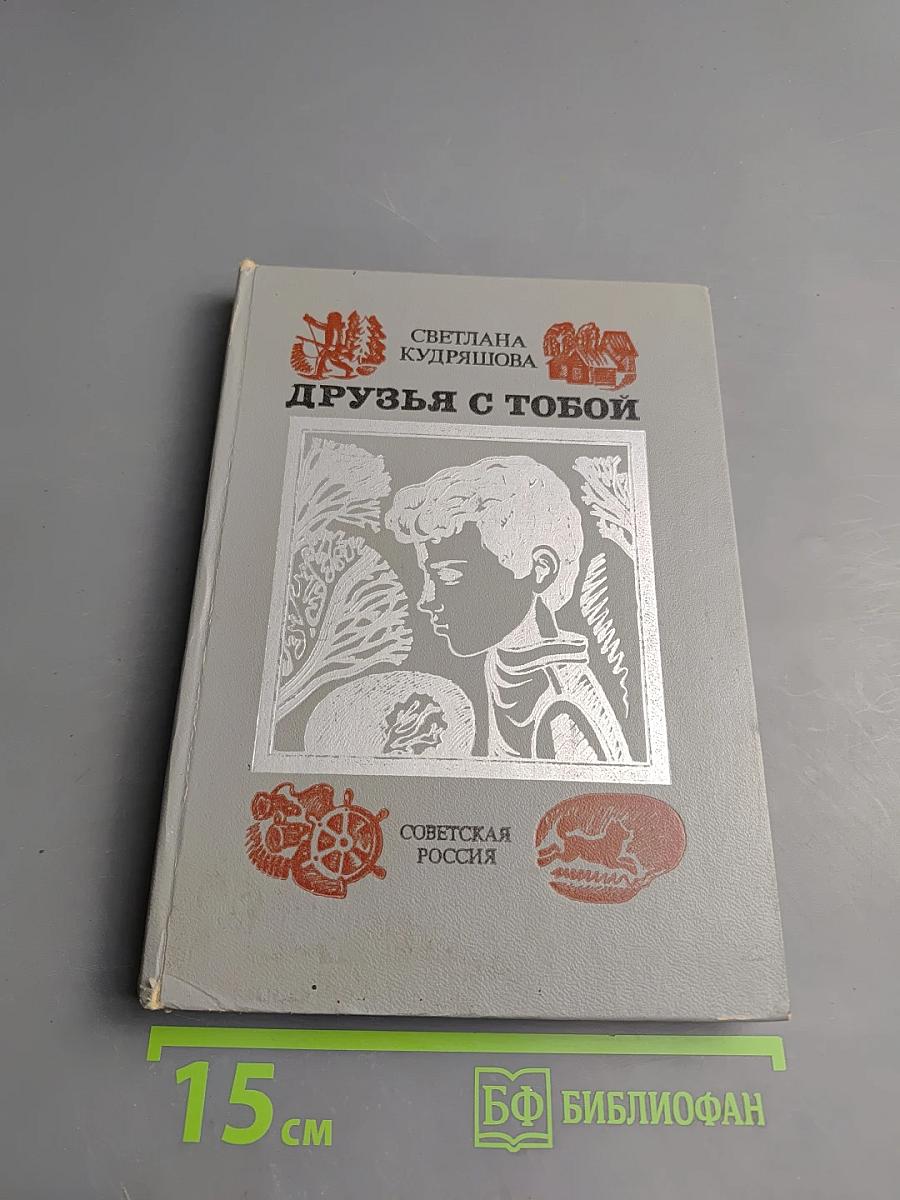 СВЕТЛАНА
КУДРЯШОВА
ДРУЗЬЯ С ТОБОЙ
СОВЕТСКАЯ
РОССИЯ
15 см
БФ БИБЛИОФАН